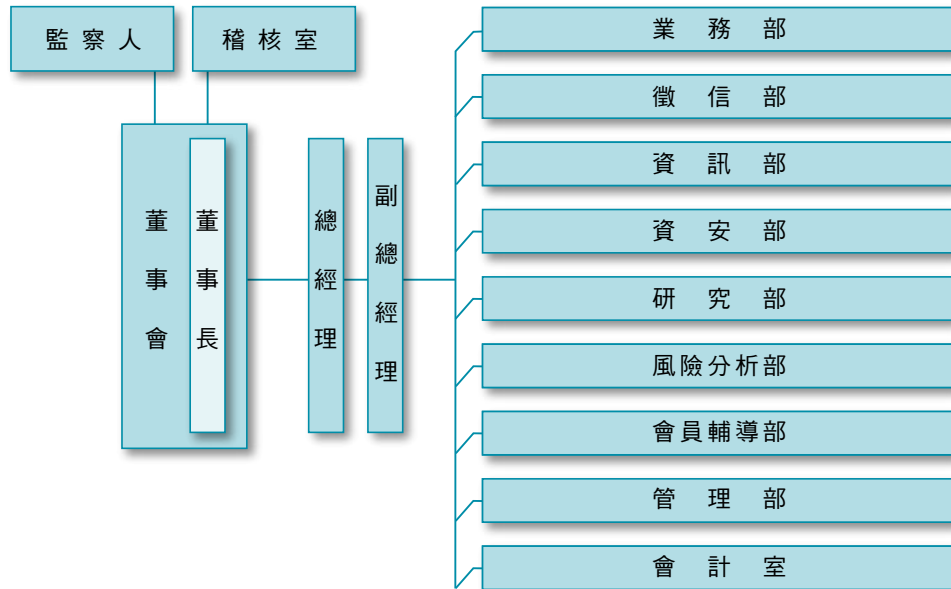 監察人
稽核室
董事會
董事長
總經理
副總經理
業務部
徵信部
資訊部
資安部
研究部
風險分析部
會員輔導部
管理部
會計室